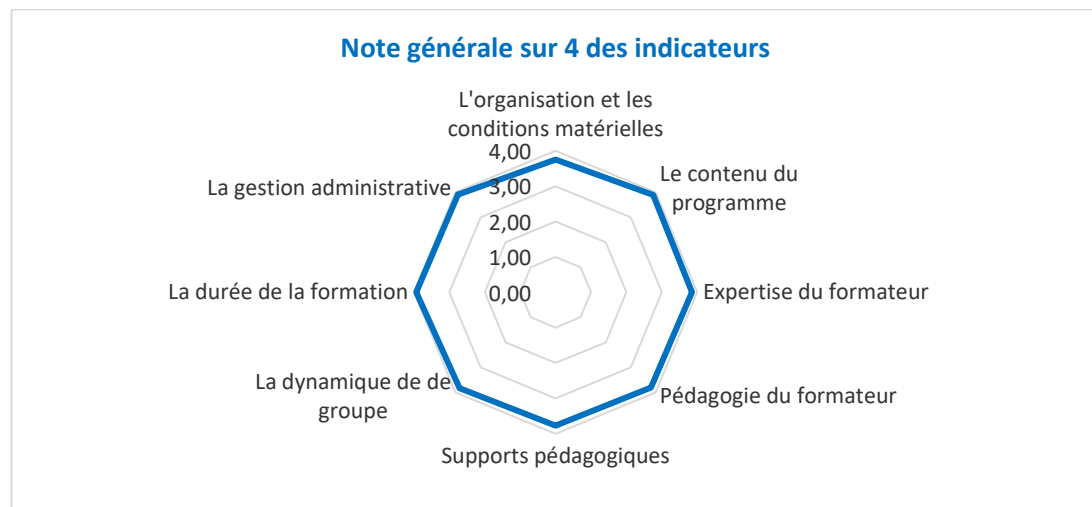 Note générale sur 4 des indicateurs
L'organisation et les
conditions matérielles
4,00
3,00
2,00
1,00
0,00
Le contenu du
programme
Expertise du formateur
Pédagogie du formateur
Supports pédagogiques
La dynamique de de
groupe
La durée de la formation
La gestion administrative